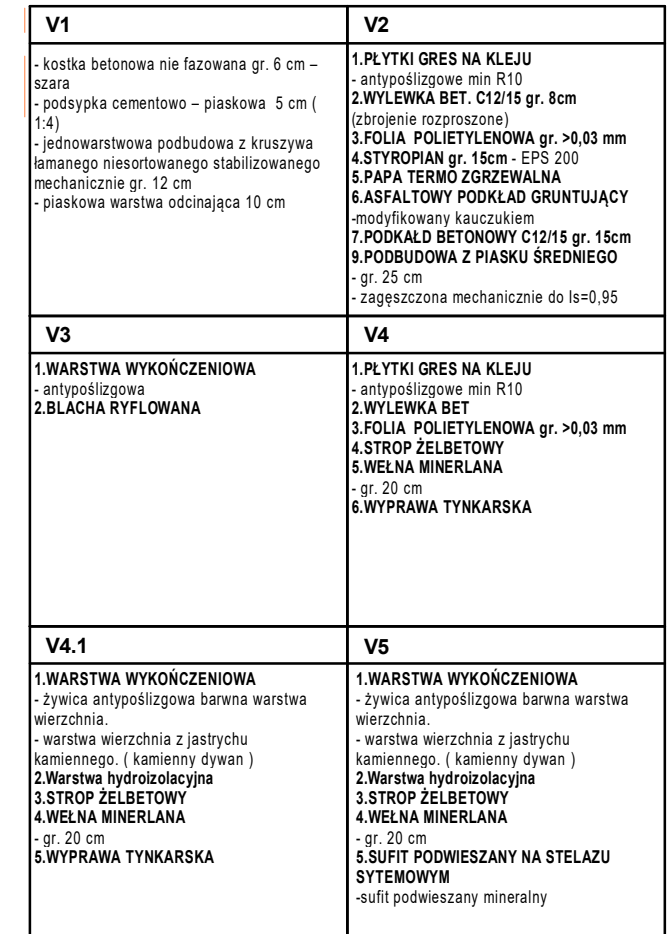 V1
- kostka betonowa nie fazowana gr. 6 cm –
szara
- podsypka cementowo – piaskowa  5 cm (
1:4)
- jednowarstwowa podbudowa z kruszywa
łamanego niesortowanego stabilizowanego
mechanicznie gr. 12 cm
- piaskowa warstwa odcinająca 10 cm
V2
1.PŁYTKI GRES NA KLEJU
- antypoślizgowe min R10
2.WYLEWKA BET. C12/15 gr. 8cm
(zbrojenie rozproszone)
3.FOLIA  POLIETYLENOWA gr. >0,03 mm
4.STYROPIAN gr. 15cm - EPS 200
5.PAPA TERMO ZGRZEWALNA
6.ASFALTOWY PODKŁAD GRUNTUJĄCY
-modyfikowany kauczukiem
7.PODKAŁD BETONOWY C12/15 gr. 15cm
9.PODBUDOWA Z PIASKU ŚREDNIEGO
- gr. 25 cm
- zagęszczona mechanicznie do Is=0,95
V3
1.WARSTWA WYKOŃCZENIOWA
- antypoślizgowa
2.BLACHA RYFLOWANA
V4
1.PŁYTKI GRES NA KLEJU
- antypoślizgowe min R10
2.WYLEWKA BET
3.FOLIA  POLIETYLENOWA gr. >0,03 mm
4.STROP ŻELBETOWY
5.WEŁNA MINERLANA
- gr. 20 cm
6.WYPRAWA TYNKARSKA
V4.1
1.WARSTWA WYKOŃCZENIOWA
- żywica antypoślizgowa barwna warstwa
wierzchnia.
- warstwa wierzchnia z jastrychu
kamiennego. ( kamienny dywan )
2.Warstwa hydroizolacyjna
3.STROP ŻELBETOWY
4.WEŁNA MINERLANA
- gr. 20 cm
5.WYPRAWA TYNKARSKA
V5
1.WARSTWA WYKOŃCZENIOWA
- żywica antypoślizgowa barwna warstwa
wierzchnia.
- warstwa wierzchnia z jastrychu
kamiennego. ( kamienny dywan )
2.Warstwa hydroizolacyjna
3.STROP ŻELBETOWY
4.WEŁNA MINERLANA
- gr. 20 cm
5.SUFIT PODWIESZANY NA STELAZU
SYTEMOWYM
-sufit podwieszany mineralny